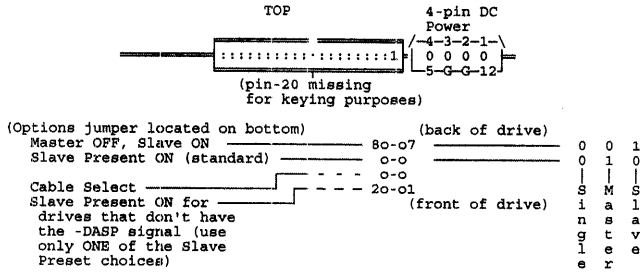 TOP 4-pin DC
Power
/-4-3-2-1-\
:::::::::·::::::::1 0 0 0 0
5-G-G-12
(pin-20 missing
for keying purposes)
(Options jumper located on bottom) (back of drive)
Master OFF, Slave ON 8o-o7 0 0 1
Slave Present ON (standard) o-o 0 1 0
o-o | | |
Cable Select 2o-o1 S M S
Slave Present ON for (front of drive) i a l
drives that don't have n s a
the -DASP signal (use g t v
only ONE of the Slave l e e
Preset choices) e r